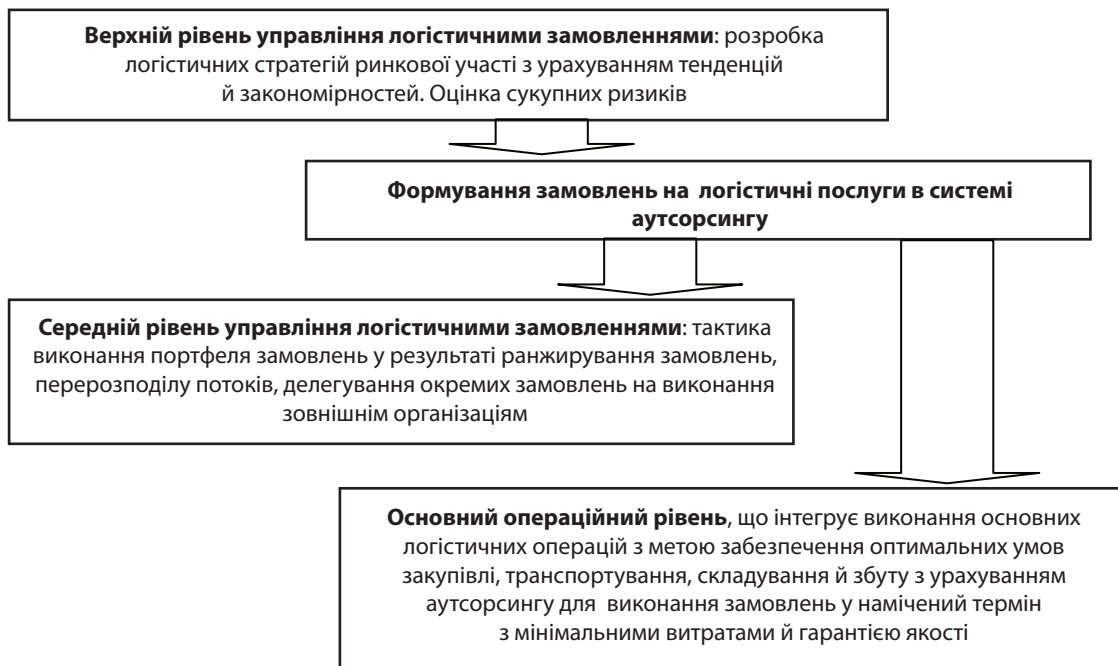 Верхній рівень управління логістичними замовленнями: розробка
логістичних стратегій ринкової участі з урахуванням тенденцій
й закономірностей. Оцінка сукупних ризиків
Формування замовлень на логістичні послуги в системі
аутсорсингу
Середній рівень управління логістичними замовленнями: тактика
виконання портфеля замовлень у результаті ранжирування замовлень,
перерозподілу потоків, делегування окремих замовлень на виконання
зовнішнім організаціям
Основний операційний рівень, що інтегрує виконання основних
логістичних операцій з метою забезпечення оптимальних умов
закупівлі, транспортування, складування й збуту з урахуванням
аутсорсингу для виконання замовлень у намічений термін
з мінімальними витратами й гарантією якості